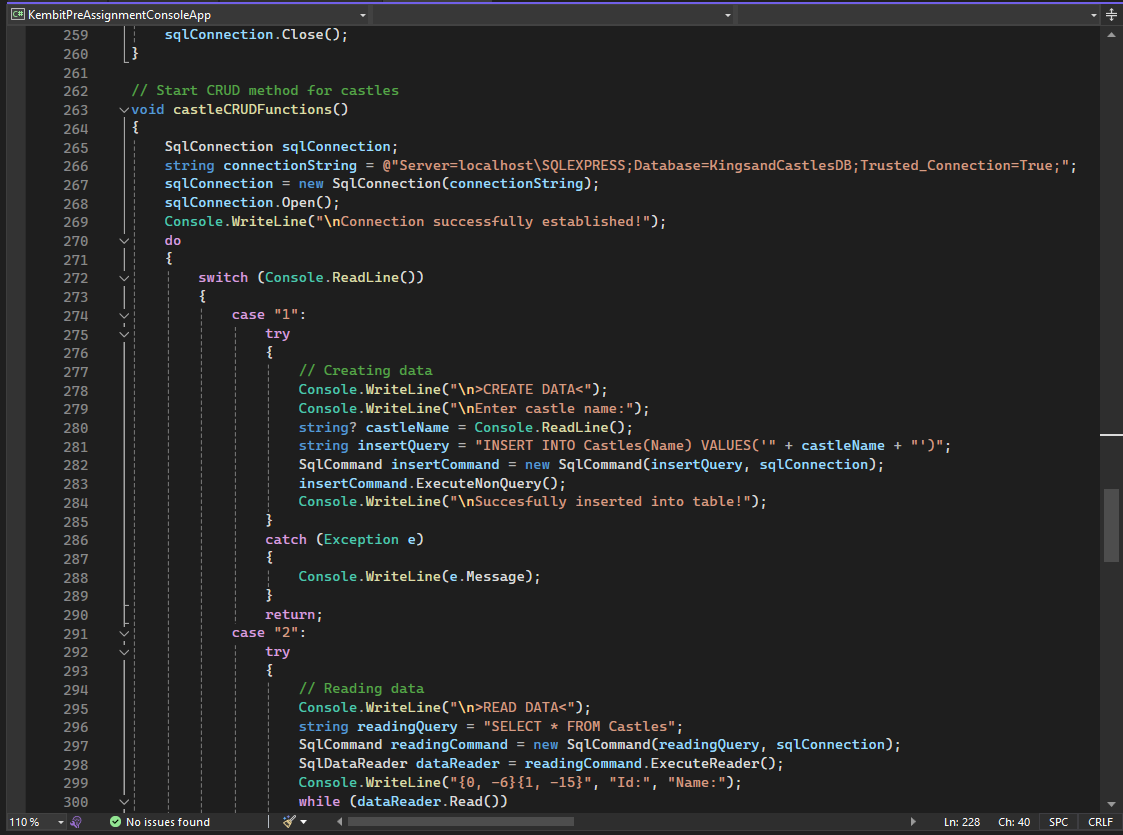 C# KembitPreAssignmentConsoleApp
259 sqlConnection.Close();
260 }
261
262 // Start CRUD method for castles
263 void castleCRUDFunctions()
264 {
265 SqlConnection sqlConnection;
266 string connectionString = @"Server=localhost\SQLEXPRESS;Database=KingsandCastlesDB;Trusted_Connection=True;";
267 sqlConnection = new SqlConnection(connectionString);
268 sqlConnection.Open();
269 Console.WriteLine("\nConnection successfully established!");
270 do
271 {
272 switch (Console.ReadLine())
273 {
274 case "1":
275 try
276 {
277 // Creating data
278 Console.WriteLine("\n>CREATE DATA<");
279 Console.WriteLine("\nEnter castle name:");
280 string? castleName = Console.ReadLine();
281 string insertQuery = "INSERT INTO Castles(Name) VALUES('" + castleName + "')";
282 SqlCommand insertCommand = new SqlCommand(insertQuery, sqlConnection);
283 insertCommand.ExecuteNonQuery();
284 Console.WriteLine("\nSuccesfully inserted into table!");
285 }
286 catch (Exception e)
287 {
288 Console.WriteLine(e.Message);
289 }
290 return;
291 case "2":
292 try
293 {
294 // Reading data
295 Console.WriteLine("\n>READ DATA<");
296 string readingQuery = "SELECT * FROM Castles";
297 SqlCommand readingCommand = new SqlCommand(readingQuery, sqlConnection);
298 SqlDataReader dataReader = readingCommand.ExecuteReader();
299 Console.WriteLine("{0, -6}{1, -15}", "Id:", "Name:");
300 while (dataReader.Read())
110 % No issues found Ln: 228 Ch: 40 SPC CRLF